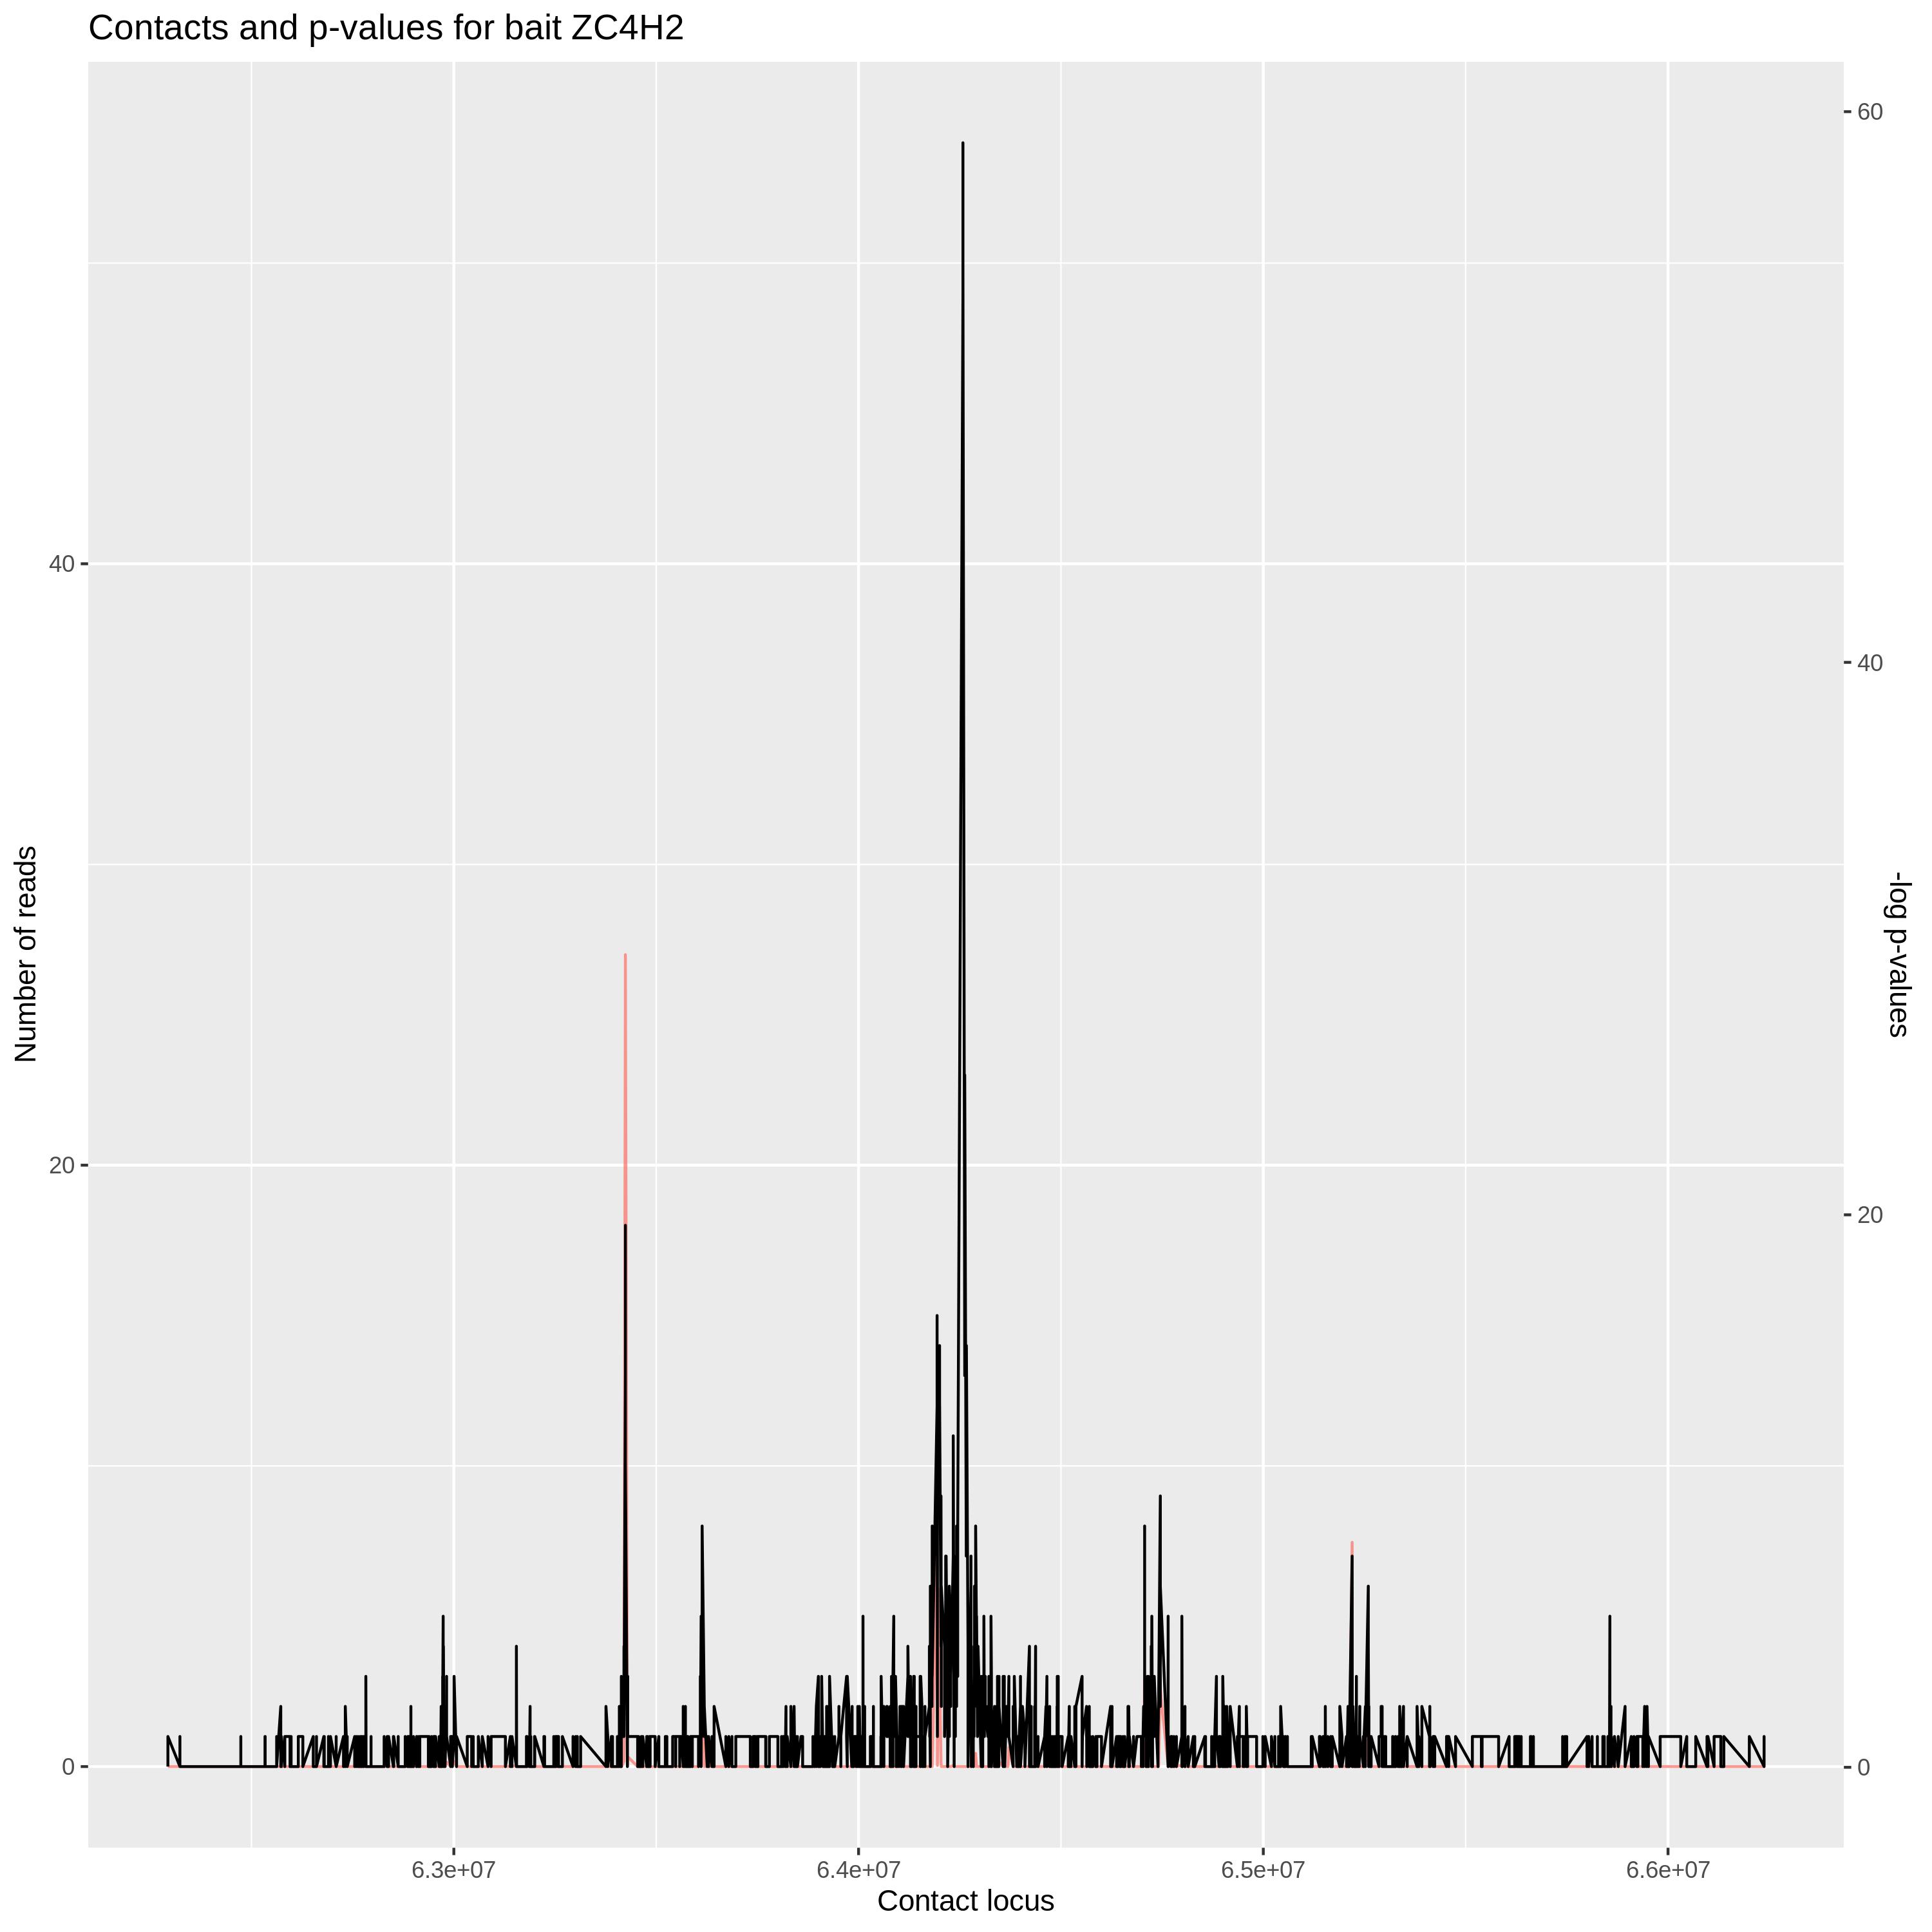 Contacts and p-values for bait ZC4H2
60
40
40
20
20
0
0
Number of reads
-log p-values
6.3e+07 6.4e+07 6.5e+07 6.6e+07
Contact locus